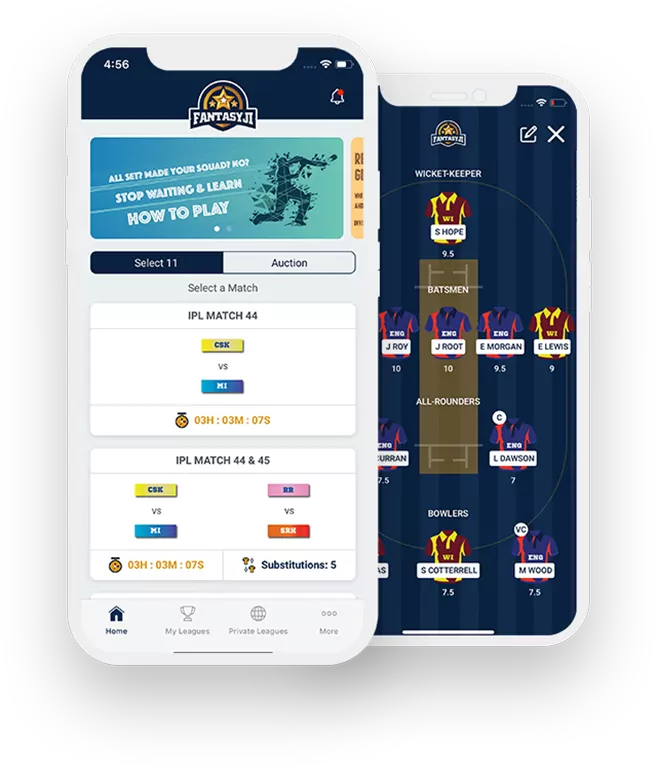 4:56
FANTASYJI
ALL SET? MADE YOUR SQUAD? NO?
STOP WAITING & LEARN
HOW TO PLAY
Select 11
Auction
Select a Match
IPL MATCH 44
CSK
VS
MI
03H : 03M : 07S
IPL MATCH 44 & 45
CSK
RR
VS
VS
MI
SRH
03H : 03M : 07S
Substitutions: 5
Home
My Leagues
Private Leagues
More
FANTASYJI
WICKET-KEEPER
WI
S HOPE
9.5
BATSMEN
ENG
ENG
ENG
WI
J ROY
J ROOT
E MORGAN
E LEWIS
10
10
9.5
9
ALL-ROUNDERS
C
ENG
ENG
CURRAN
L DAWSON
7.5
7
BOWLERS
VC
WI
ENG
AS
S COTTERRELL
M WOOD
7.5
7.5